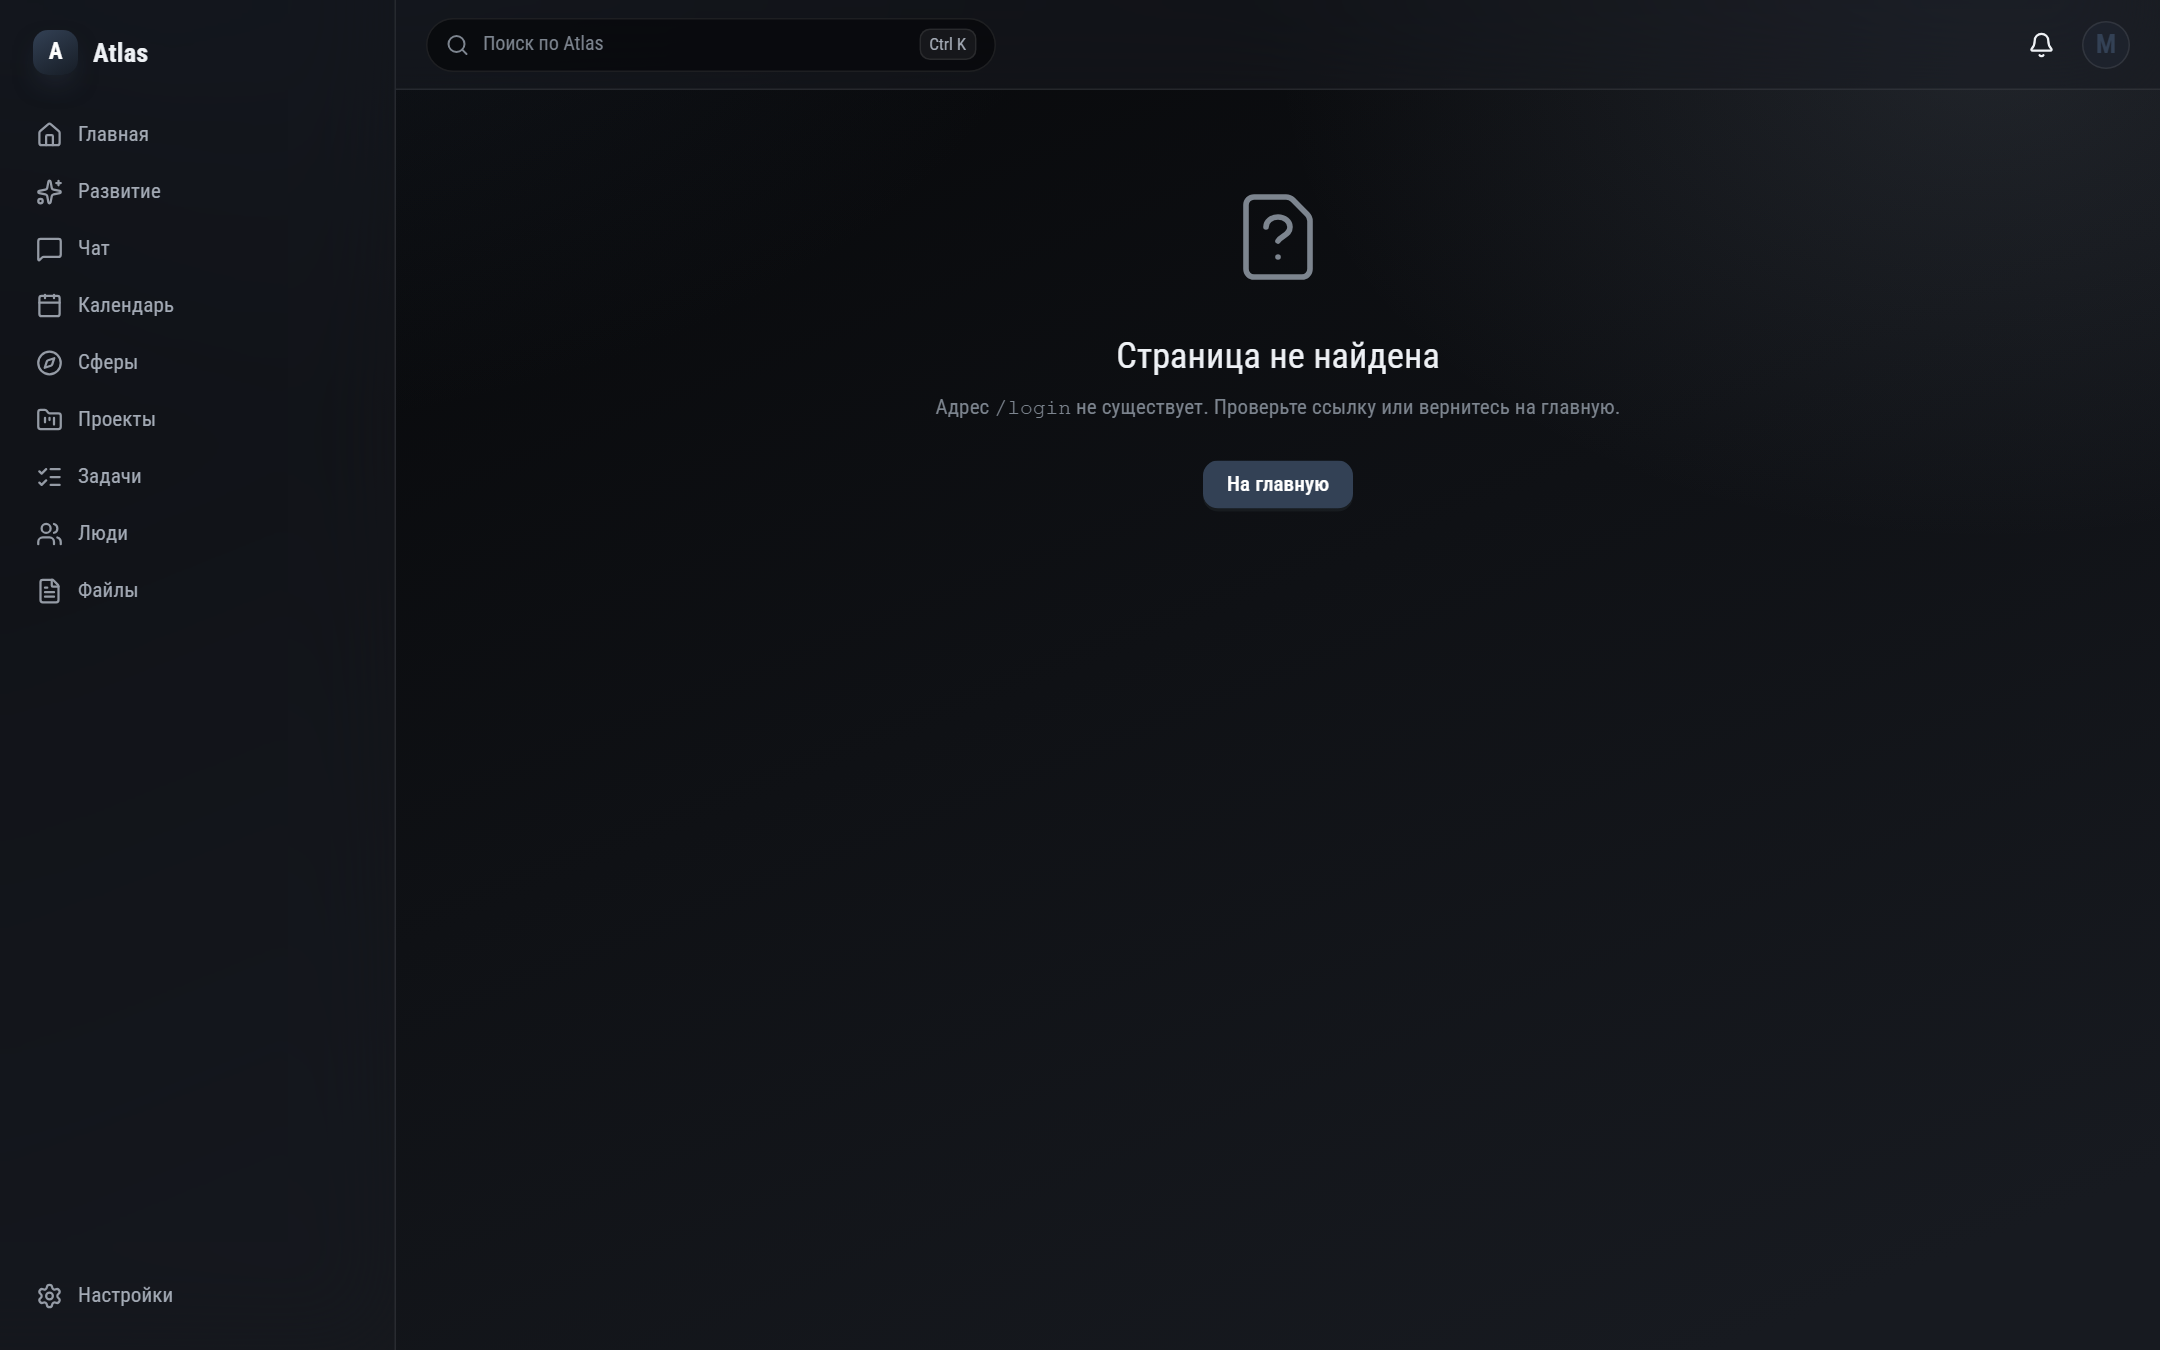 A Atlas
Поиск по Atlas
Ctrl K
M
Главная
Развитие
Чат
Календарь
Сферы
Проекты
Задачи
Люди
Файлы
Настройки
Страница не найдена
Адрес /login не существует. Проверьте ссылку или вернитесь на главную.
На главную